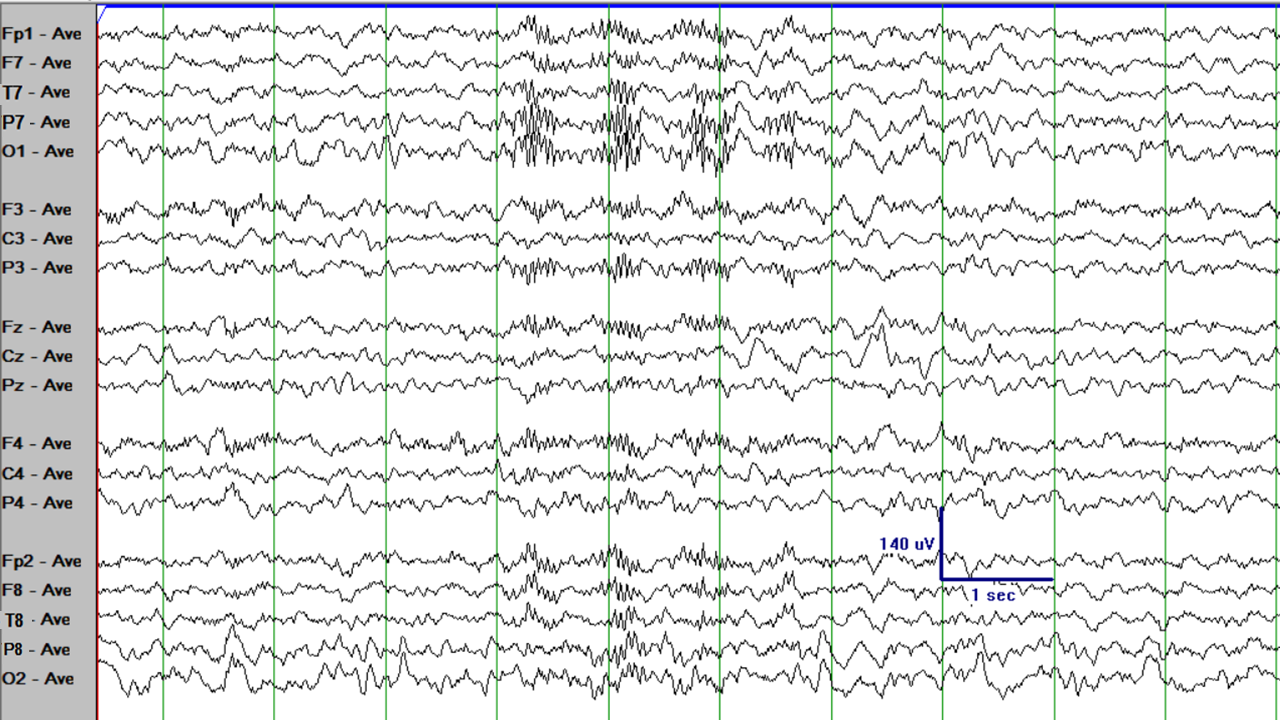 Fp1 - Ave
F7 - Ave
T7 - Ave
P7 - Ave
O1 - Ave
F3 - Ave
C3 - Ave
P3 - Ave
Fz - Ave
Cz - Ave
Pz - Ave
F4 - Ave
C4 - Ave
P4 - Ave
140 uV
Fp2 - Ave
F8 - Ave
1 sec
T8 - Ave
P8 - Ave
O2 - Ave